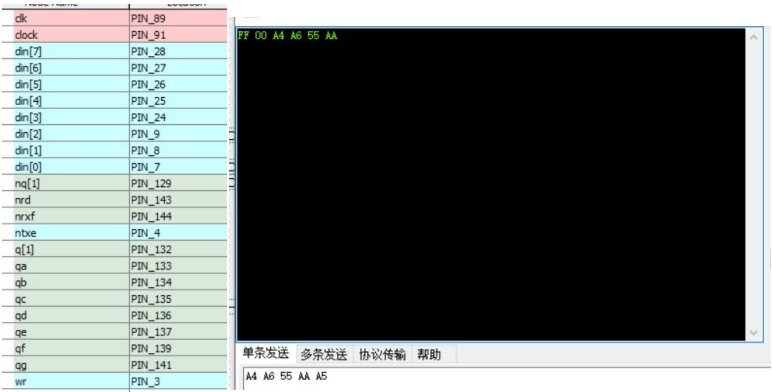 Node Name Location
clk PIN_89
clock PIN_91
din[7] PIN_28
din[6] PIN_27
din[5] PIN_26
din[4] PIN_25
din[3] PIN_24
din[2] PIN_9
din[1] PIN_8
din[0] PIN_7
nq[1] PIN_129
nrd PIN_143
nrxf PIN_144
ntxe PIN_4
q[1] PIN_132
qa PIN_133
qb PIN_134
qc PIN_135
qd PIN_136
qe PIN_137
qf PIN_139
qg PIN_141
wr PIN_3
FF 00 A4 A6 55 AA
单条发送 多条发送 协议传输 帮助
A4 A6 55 AA A5